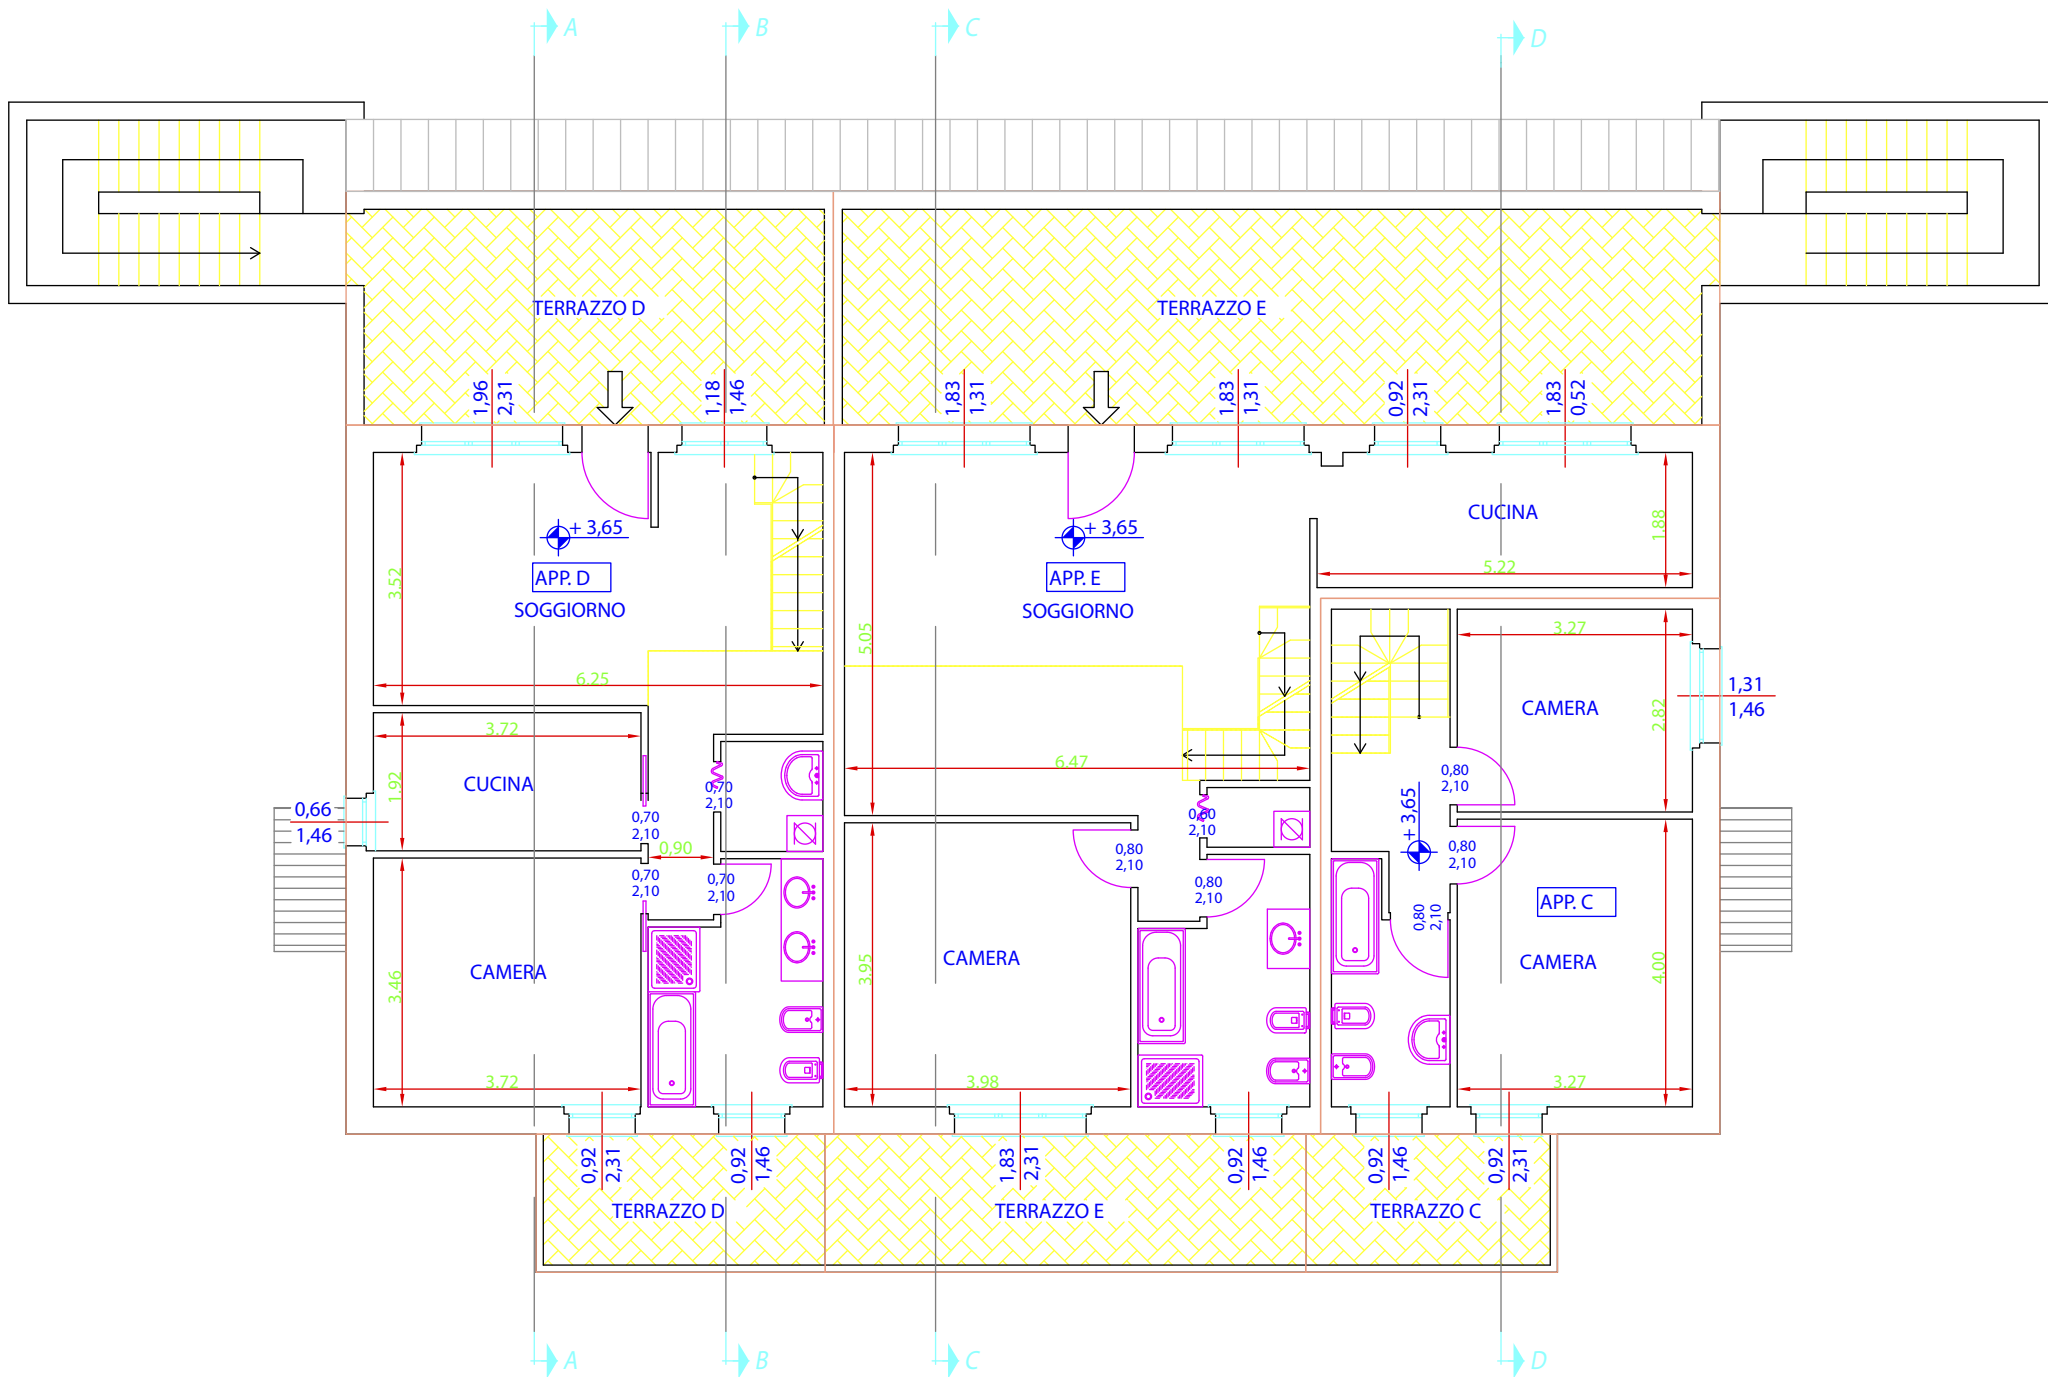 A
B
C
D
TERRAZZO D
TERRAZZO E
1,96
2,31
1,18
1,46
1,83
1,31
1,83
1,31
0,92
2,31
1,83
0,52
+ 3,65
APP. D
SOGGIORNO
3.52
6.25
+ 3,65
APP. E
SOGGIORNO
5.05
6.47
CUCINA
1.88
5.22
3.27
CAMERA
2.82
1,31
1,46
3.72
CUCINA
1.92
0,66
1,46
0,70
2,10
0,70
2,10
0,90
0,70
2,10
0,70
2,10
0,60
2,10
0,80
2,10
0,80
2,10
+ 3,65
0,80
2,10
0,80
2,10
0,80
2,10
APP. C
CAMERA
4.00
3.27
CAMERA
3.46
3.72
CAMERA
3.95
3.98
0,92
2,31
0,92
1,46
1,83
2,31
0,92
1,46
0,92
1,46
0,92
2,31
TERRAZZO D
TERRAZZO E
TERRAZZO C
A
B
C
D